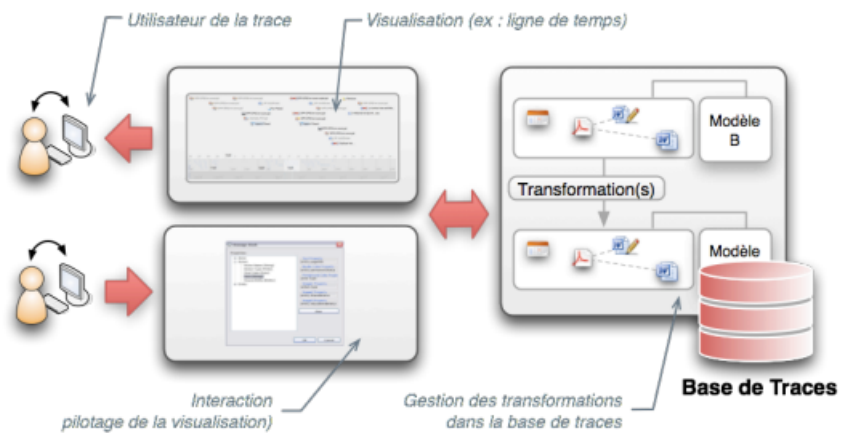 Utilisateur de la trace
Visualisation (ex : ligne de temps)
Modèle
B
Transformation(s)
Modèle
Interaction
pilotage de la visualisation)
Gestion des transformations
dans la base de traces
Base de Traces